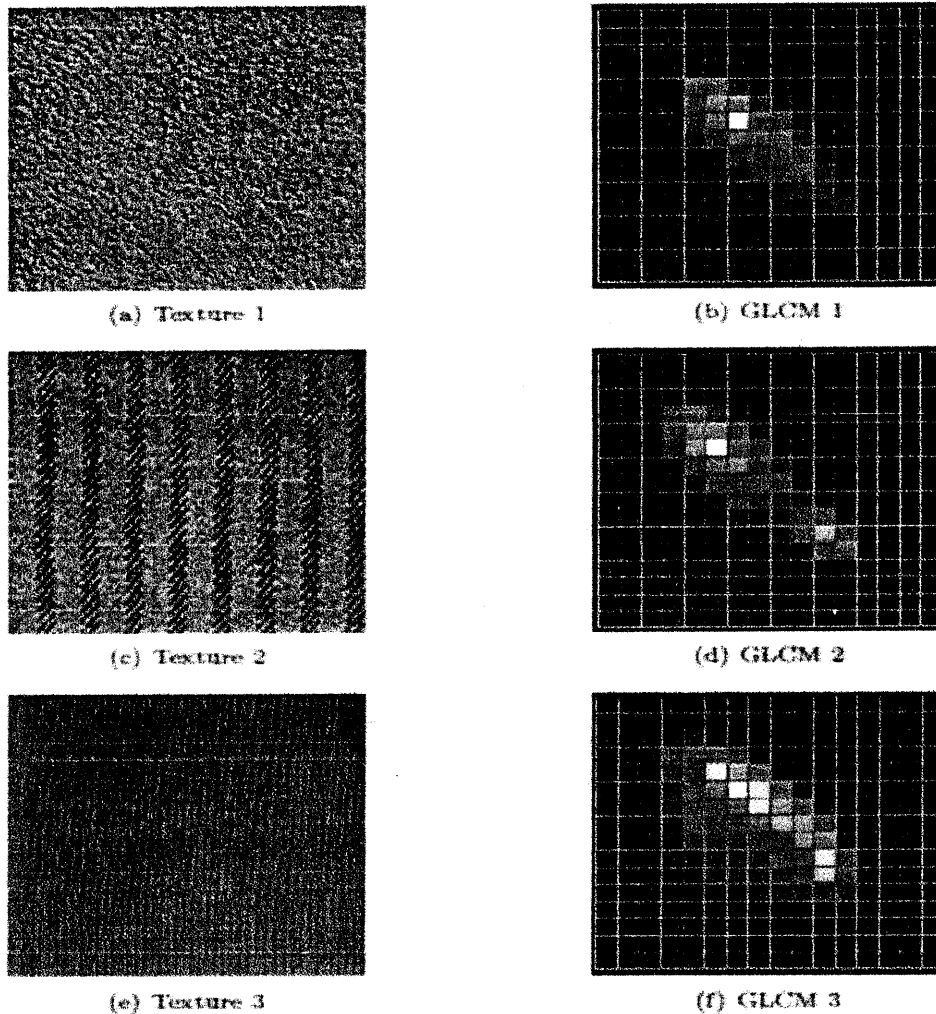 (a) Texture 1
(b) GLCM 1
(c) Texture 2
(d) GLCM 2
(e) Texture 3
(f) GLCM 3